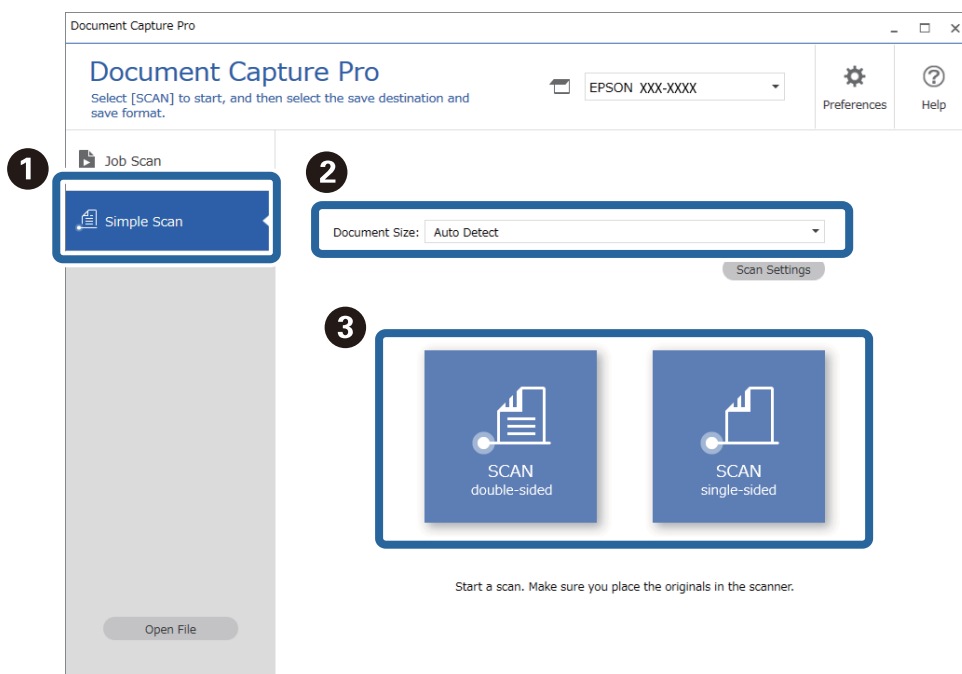 Document Capture Pro
Document Capture Pro
Select [SCAN] to start, and then select the save destination and
save format.
EPSON XXX-XXXX
Preferences
Help
1
Job Scan
Simple Scan
2
Document Size: Auto Detect
Scan Settings
3
SCAN
double-sided
SCAN
single-sided
Start a scan. Make sure you place the originals in the scanner.
Open File